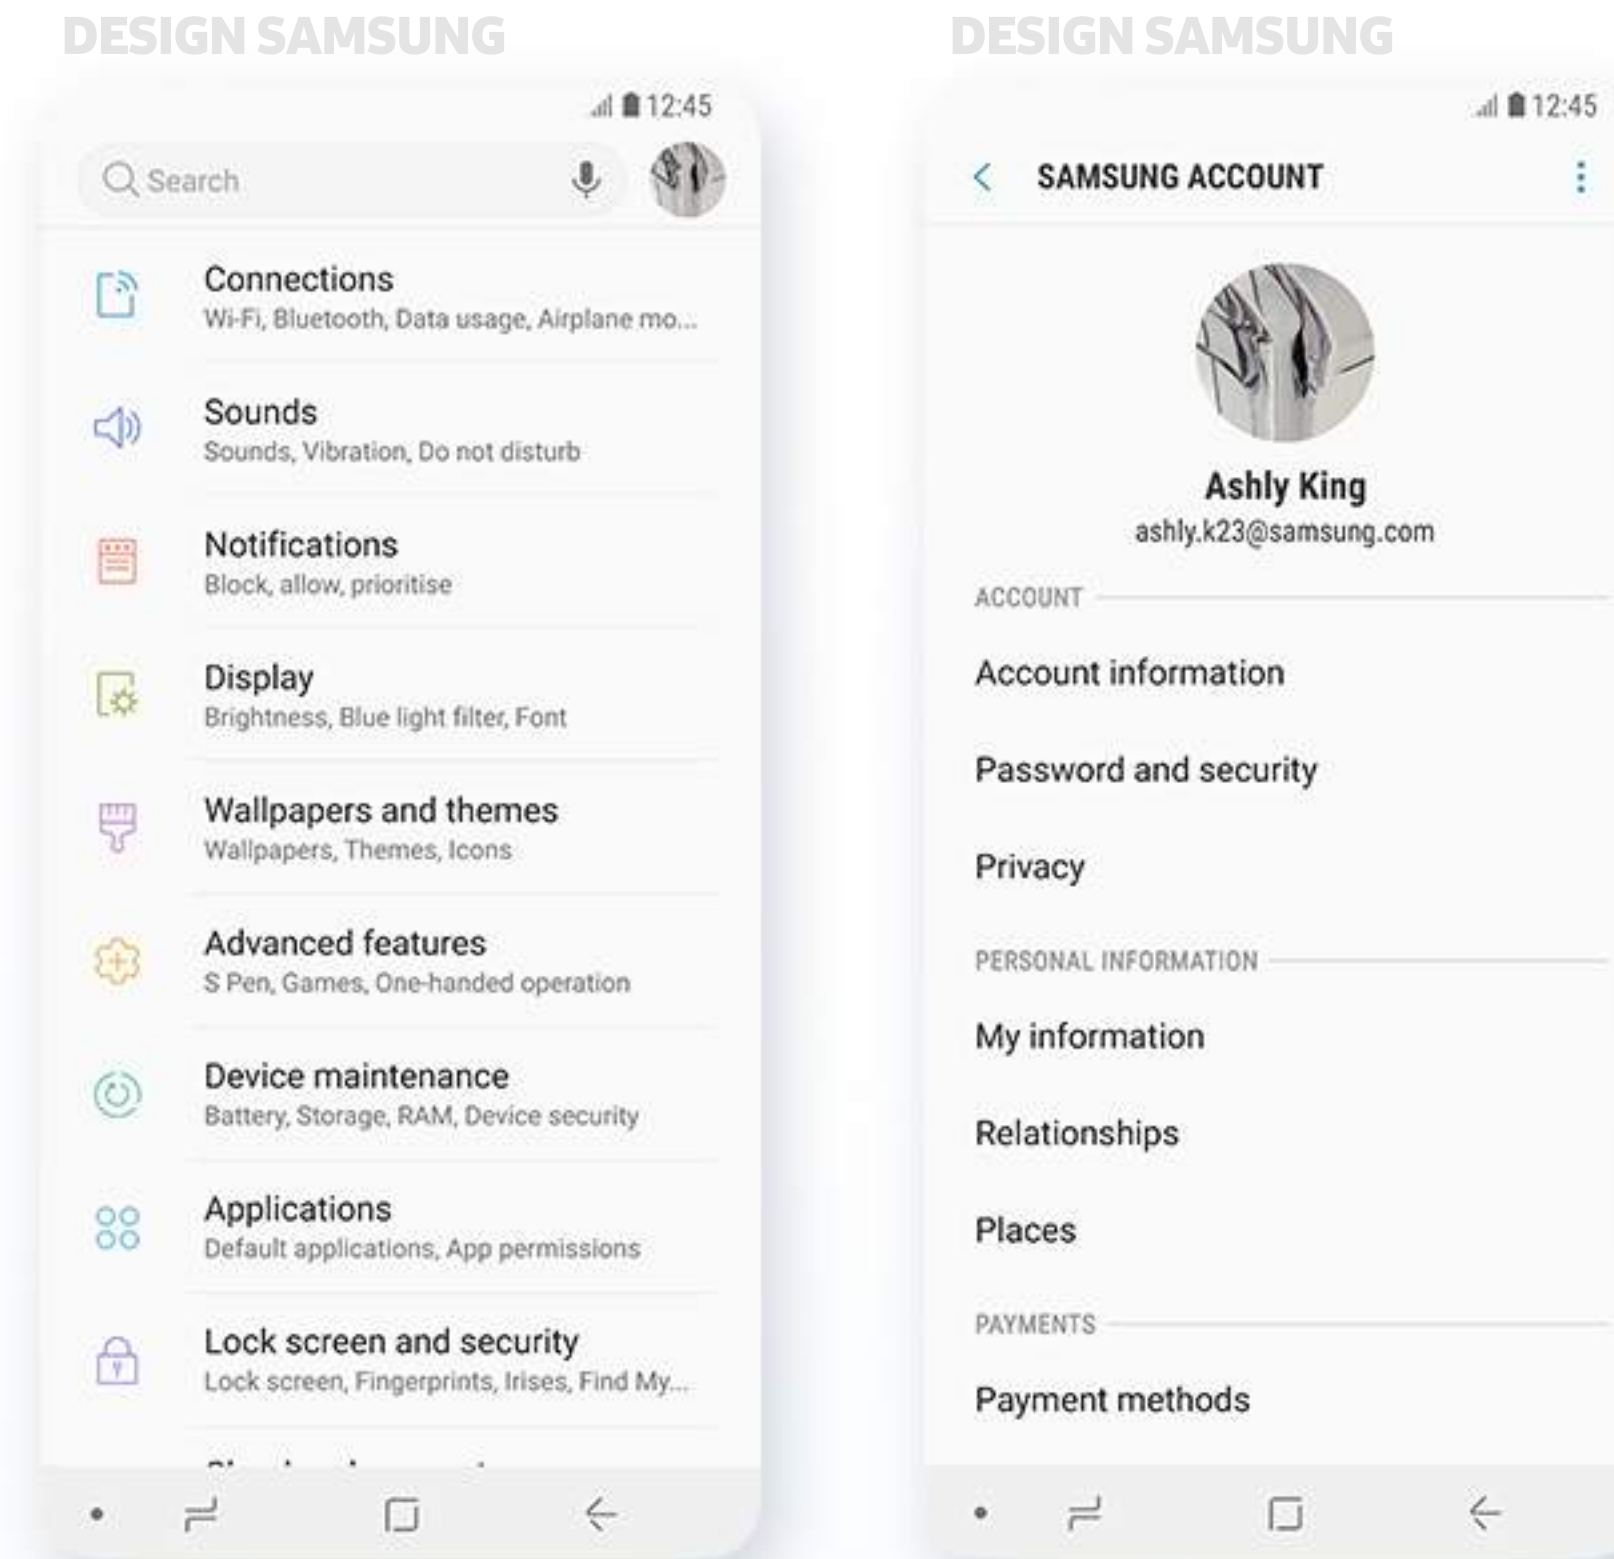 DESIGN SAMSUNG
12:45
Search
Connections
Wi-Fi, Bluetooth, Data usage, Airplane mo...
Sounds
Sounds, Vibration, Do not disturb
Notifications
Block, allow, prioritise
Display
Brightness, Blue light filter, Font
Wallpapers and themes
Wallpapers, Themes, Icons
Advanced features
S Pen, Games, One-handed operation
Device maintenance
Battery, Storage, RAM, Device security
Applications
Default applications, App permissions
Lock screen and security
Lock screen, Fingerprints, Irises, Find My...
DESIGN SAMSUNG
12:45
SAMSUNG ACCOUNT
Ashly King
ashly.k23@samsung.com
ACCOUNT
Account information
Password and security
Privacy
PERSONAL INFORMATION
My information
Relationships
Places
PAYMENTS
Payment methods